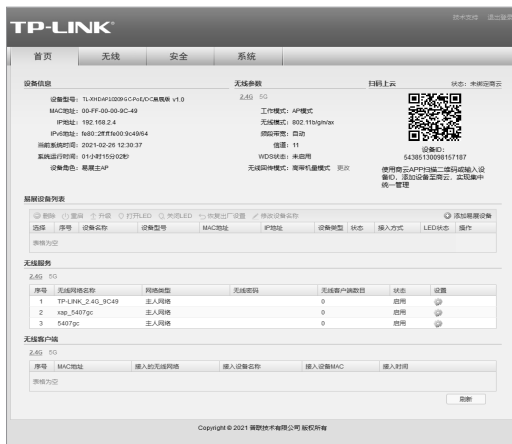 技术支持 退出登录
TP-LINK
首页 无线 安全 系统
设备信息 无线参数 扫码上云 状态：未绑定商云
设备型号： v1.0 2.4G 5G
MAC地址： 00-FF-00-00-9C-49 工作模式： AP模式
IP地址： 192.168.2.4 无线模式： 802.11b/g/n/ax
IPv6地址： 频段带宽： 自动
当前系统时间： 2021-02-26 12:30:37 信道： 11
系统运行时间： 01小时15分02秒 WDS状态： 未启用
设备角色： 易展主AP 无线回传模式： 高带机量模式 更改
设备ID:
54385130098157187
使用商云APP扫描二维码或输入设
备ID，添加设备至商云，实现集中
统一管理
易展设备列表
删除 重启 升级 打开LED 关闭LED 恢复出厂设置 修改设备名称 添加易展设备
选择 序号 设备名称 设备型号 MAC地址 IP地址 设备类型 状态 接入方式 LED状态 操作
表格为空
无线服务
2.4G 5G
序号 无线网络名称 网络类型 无线密码 无线客户端数目 状态 设置
1 TP-LINK_2.4G_9C49 主人网络 0 启用
2 xap_5407gc 主人网络 0 启用
3 5407gc 主人网络 0 启用
无线客户端
2.4G 5G
序号 MAC地址 接入的无线网络 接入设备名称 接入设备MAC 接入时间
表格为空
刷新
Copyright © 2021 普联技术有限公司 版权所有